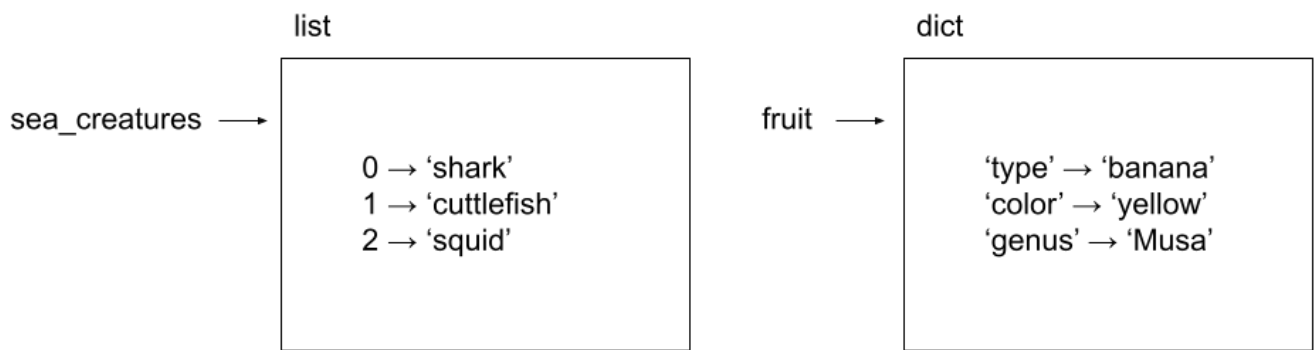 list
sea_creatures →
0 → ‘shark’
1 → ‘cuttlefish’
2 → ‘squid’
dict
fruit →
‘type’ → ‘banana’
‘color’ → ‘yellow’
‘genus’ → ‘Musa’